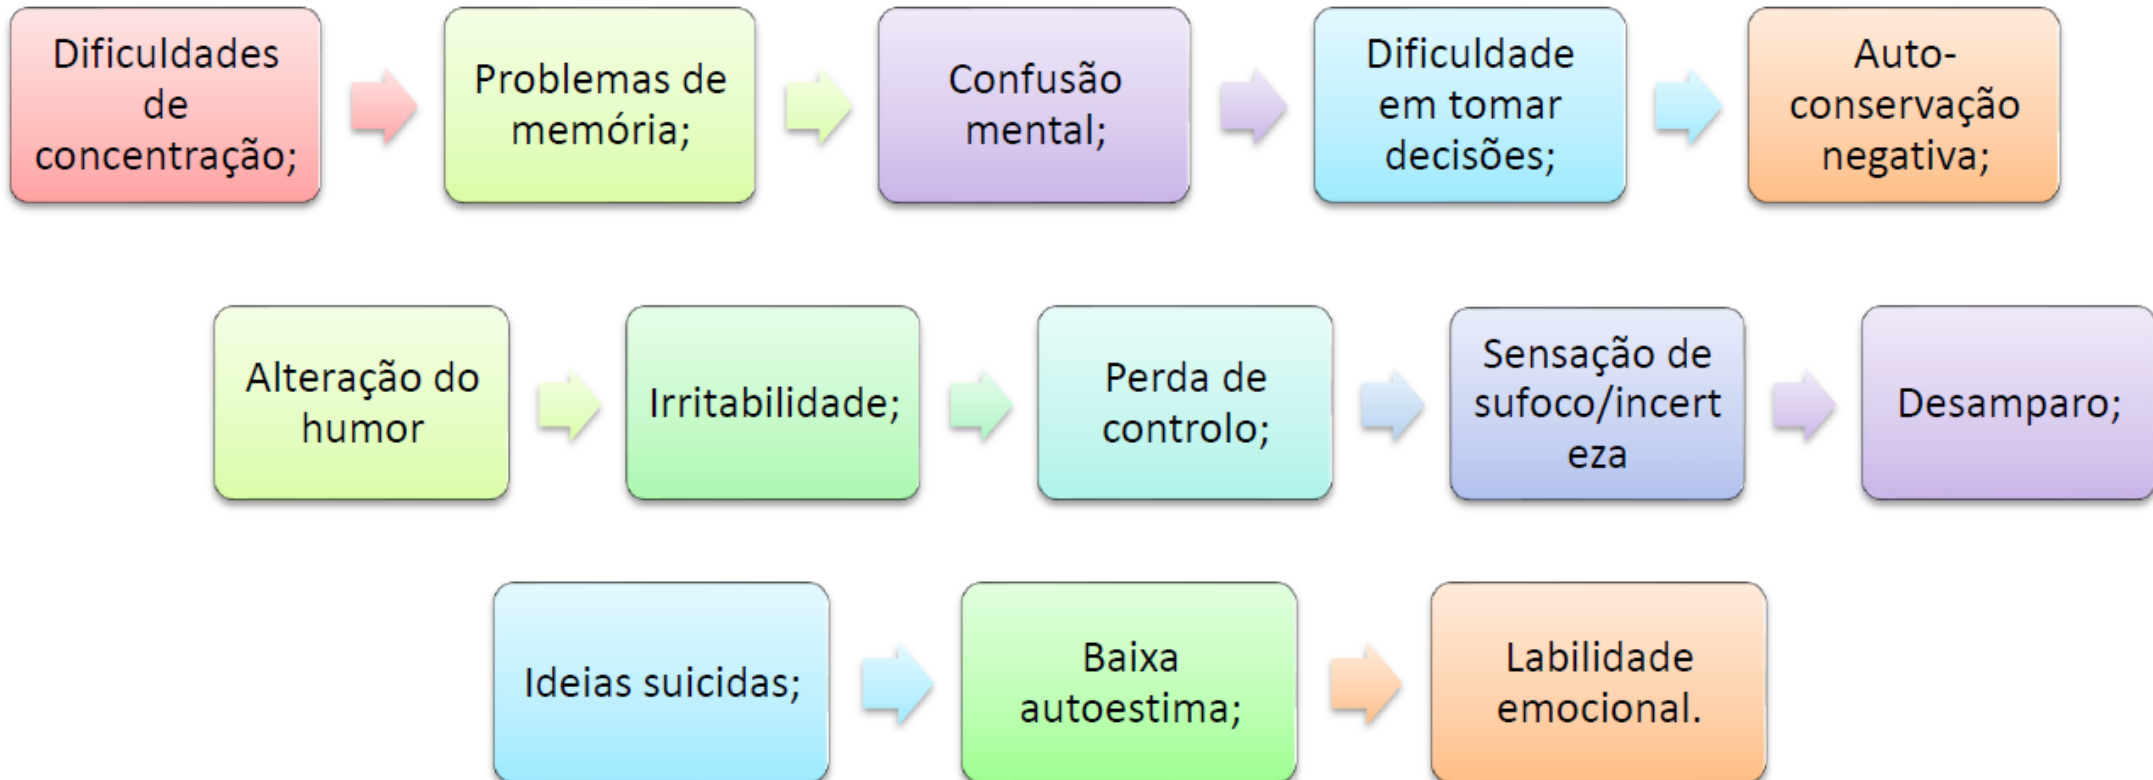 Dificuldades
de
concentração;
Problemas de
memória;
Confusão
mental;
Dificuldade
em tomar
decisões;
Auto-
conservação
negativa;
Alteração do
humor
Irritabilidade;
Perda de
controlo;
Sensação de
sufoco/incert
eza
Desamparo;
Ideias suicidas;
Baixa
autoestima;
Labilidade
emocional.